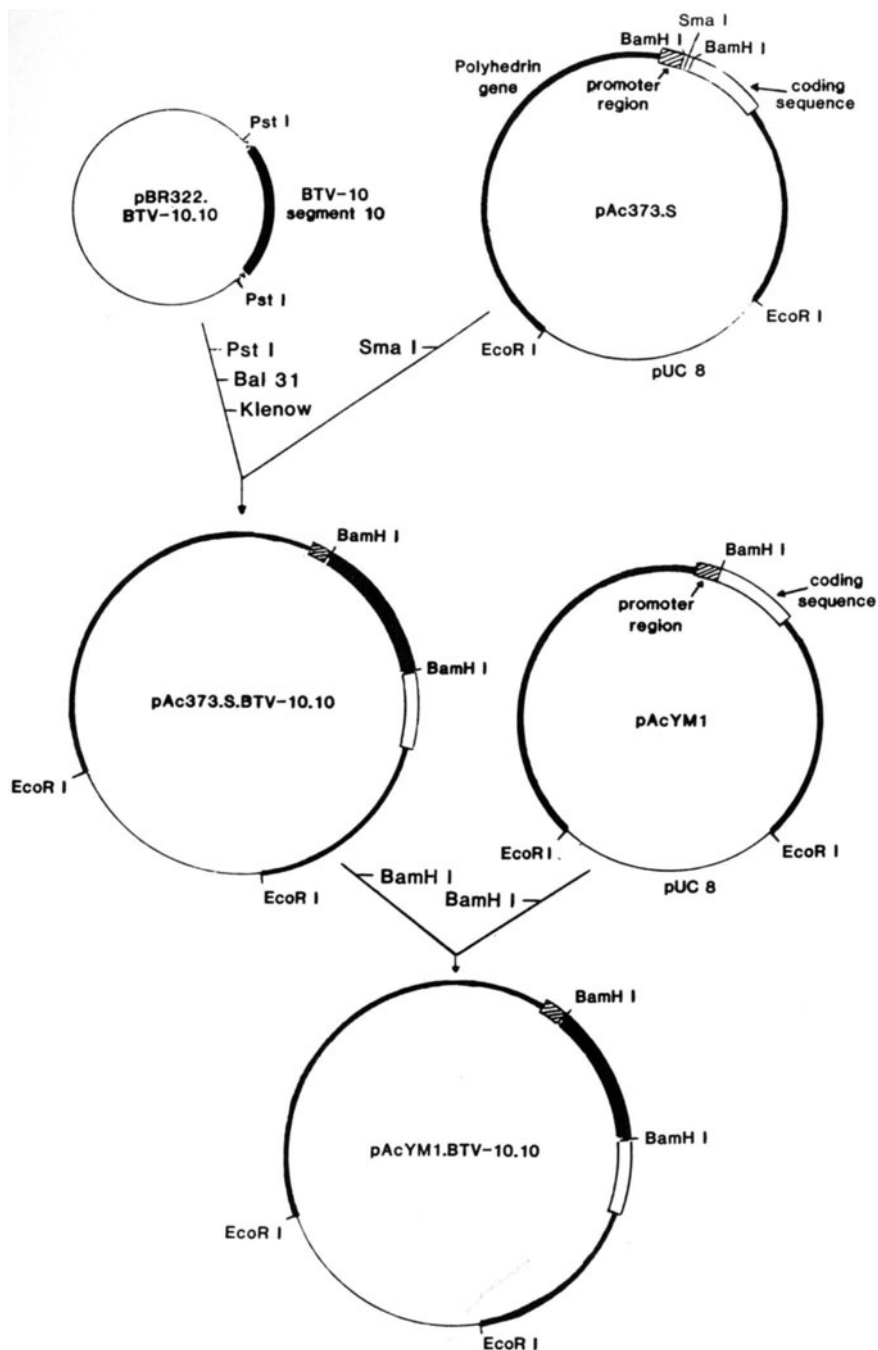 Sma I
BamH I
BamH I
Polyhedrin
gene
promoter
region
coding
sequence
Pst I
pBR322.
BTV-10.10
BTV-10
segment 10
Pst I
pAc373.S
EcoR I
EcoR I
pUC 8
Pst I
Bal 31
Klenow
Sma I
BamH I
BamH I
pAc373.S.BTV-10.10
EcoR I
EcoR I
BamH I
promoter
region
coding
sequence
pAcYM1
EcoR I
EcoR I
pUC 8
BamH I
BamH I
BamH I
BamH I
pAcYM1.BTV-10.10
EcoR I
EcoR I